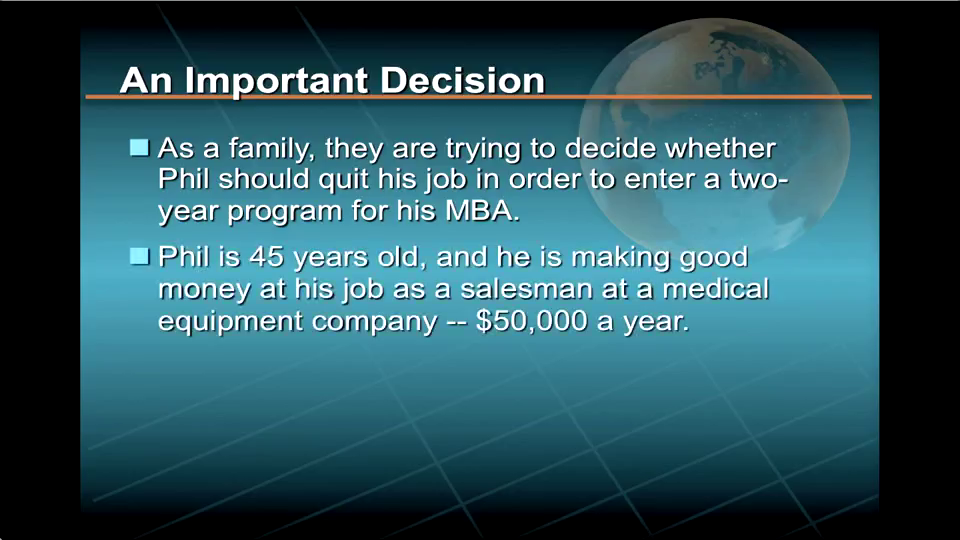 An Important Decision
As a family, they are trying to decide whether
Phil should quit his job in order to enter a two-
year program for his MBA.
Phil is 45 years old, and he is making good
money at his job as a salesman at a medical
equipment company -- $50,000 a year.